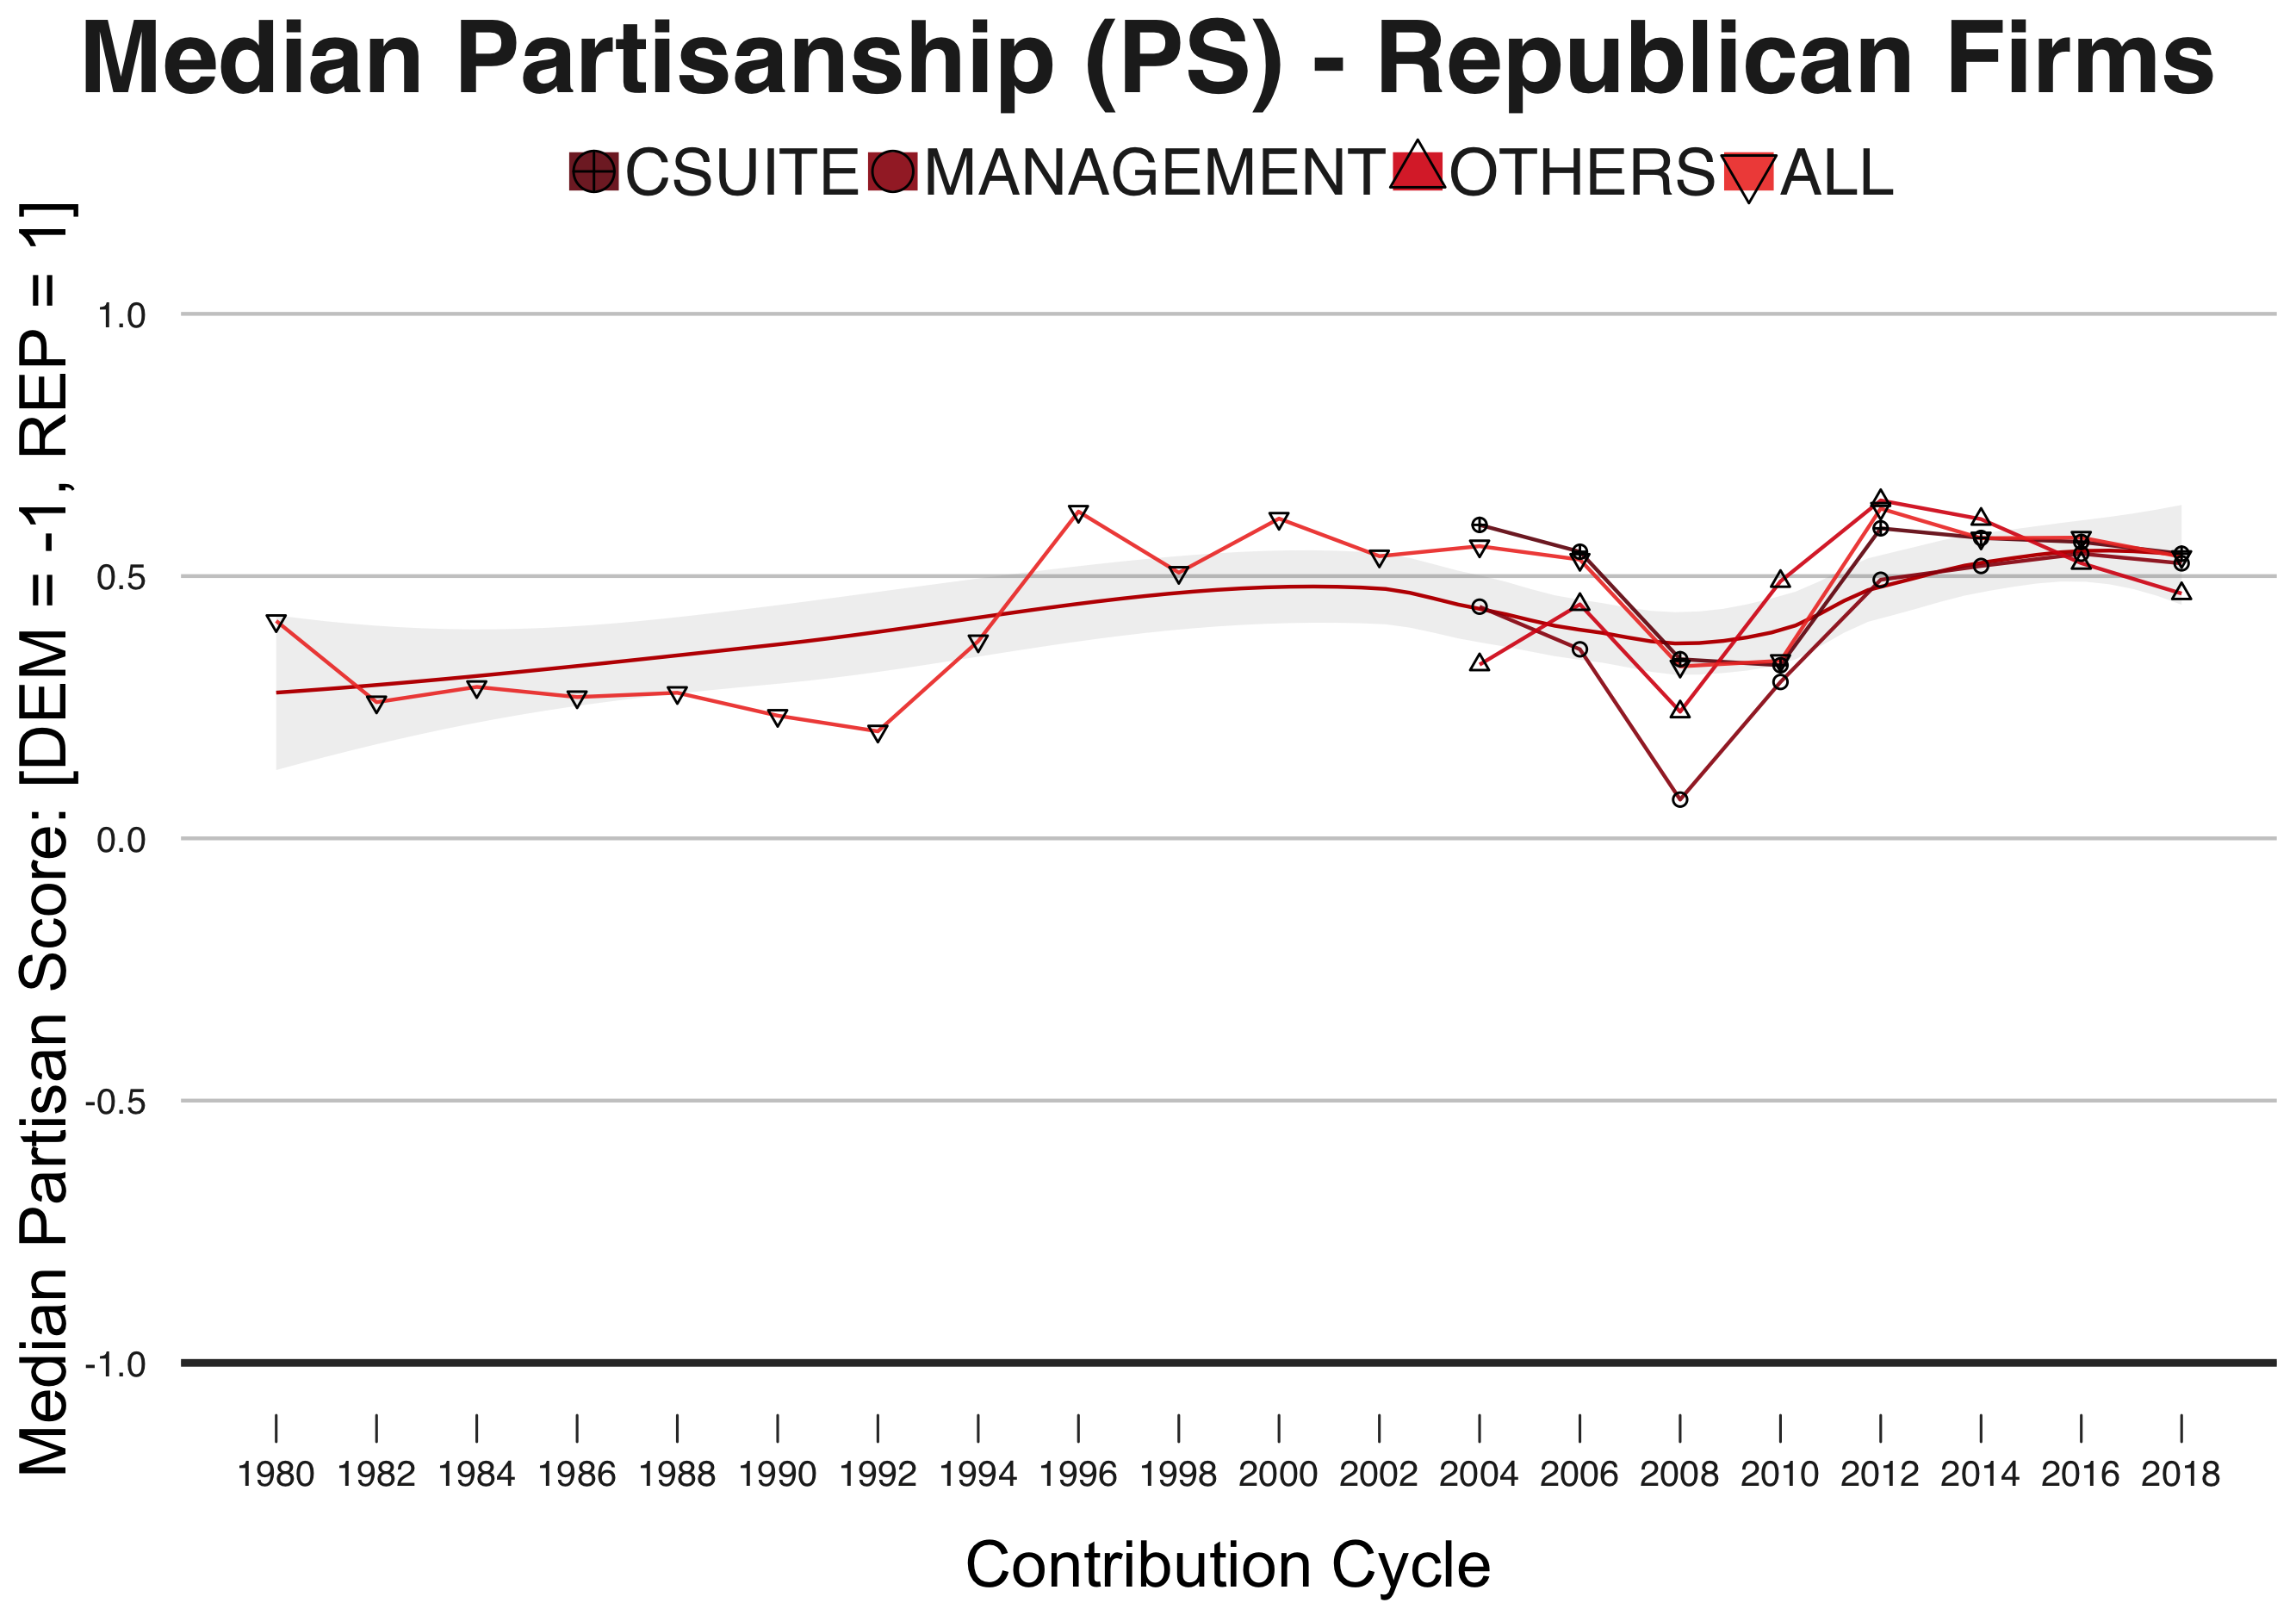 Median Partisanship (PS) - Republican Firms
CSUITE MANAGEMENT OTHERS ALL
Median Partisan Score: [DEM = -1, REP = 1]
1.0
0.5
0.0
-0.5
-1.0
1980 1982 1984 1986 1988 1990 1992 1994 1996 1998 2000 2002 2004 2006 2008 2010 2012 2014 2016 2018
Contribution Cycle